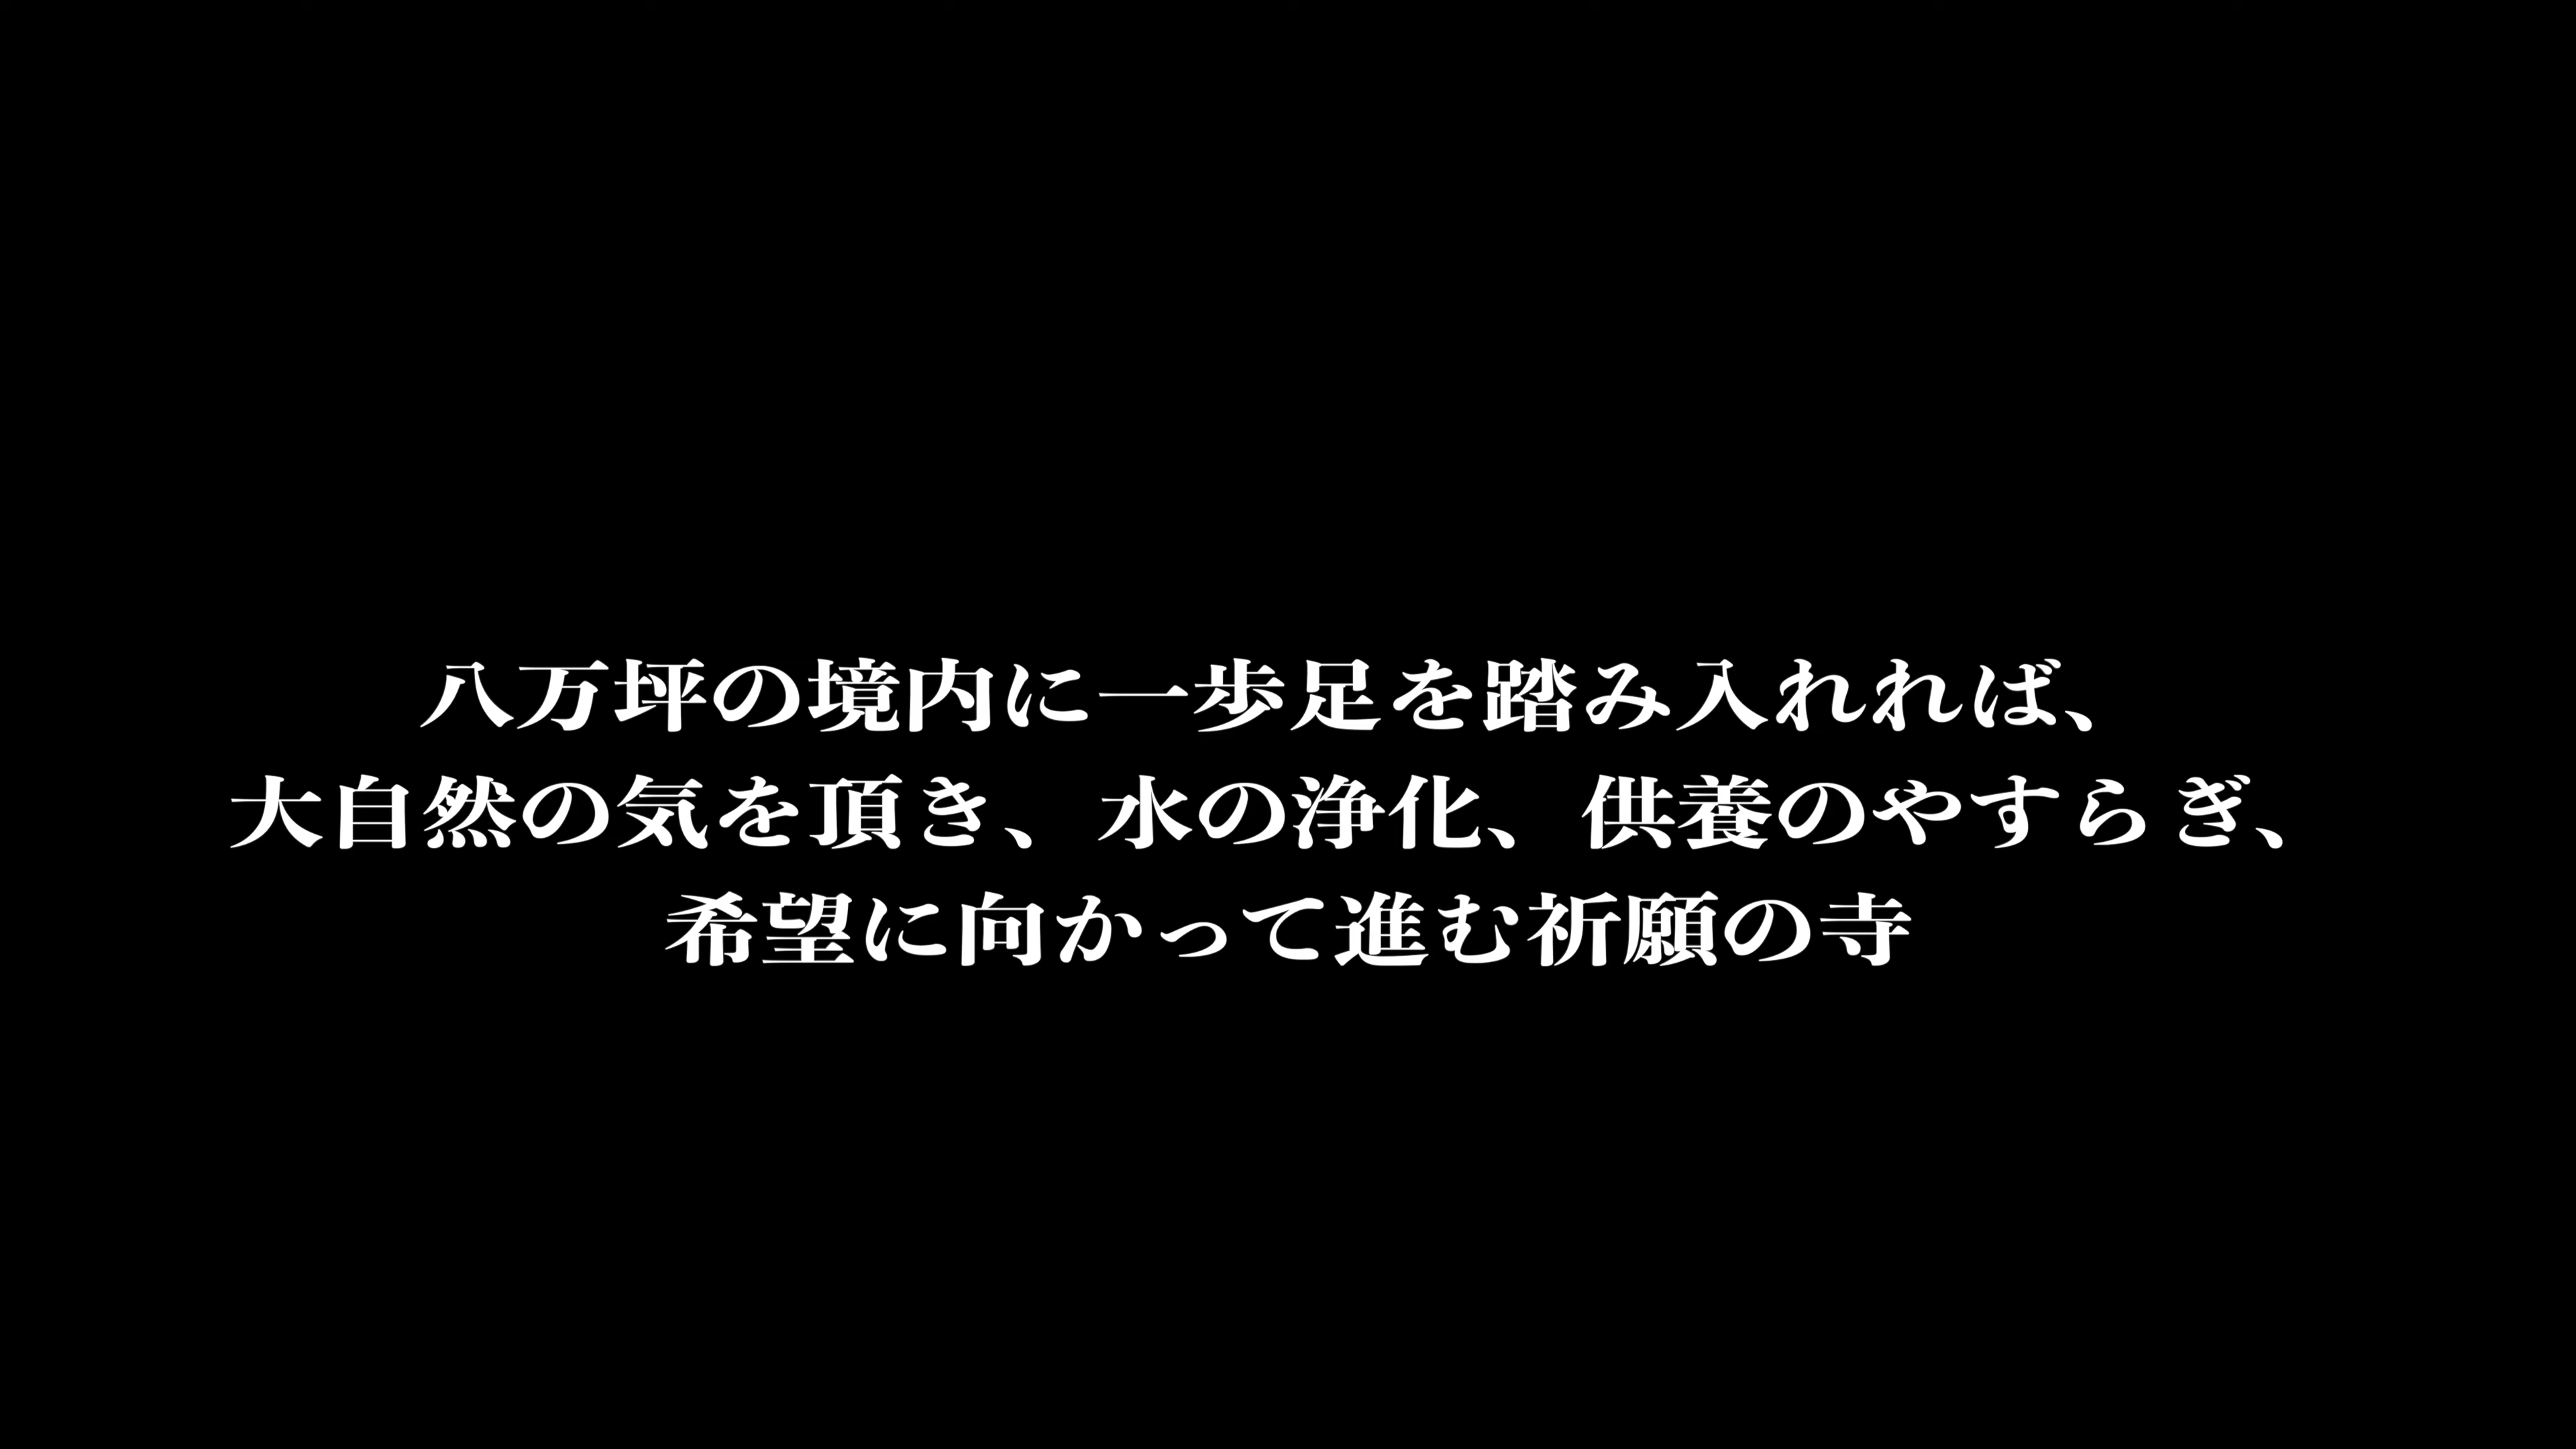 八万坪の境内に一歩足を踏み入れれば、
大自然の気を頂き、水の浄化、供養のやすらぎ、
希望に向かって進む祈願の寺